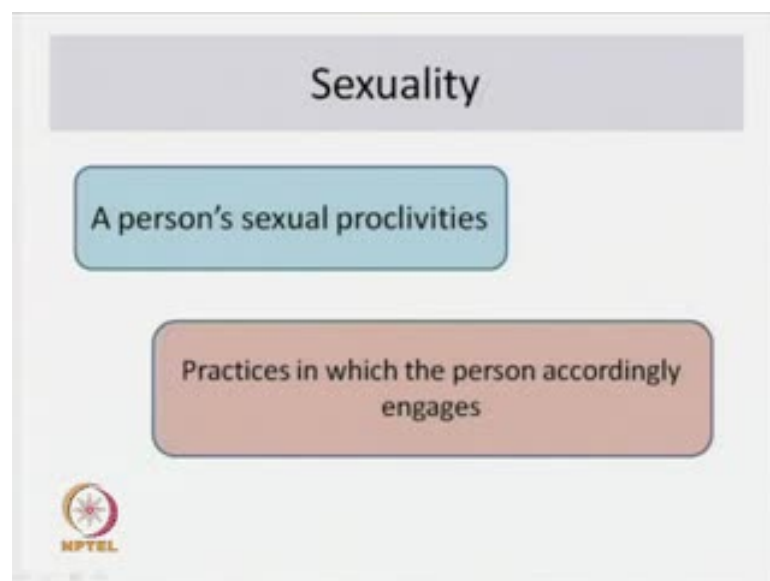 Sexuality
A person's sexual proclivities
Practices in which the person accordingly
engages
NPTEL